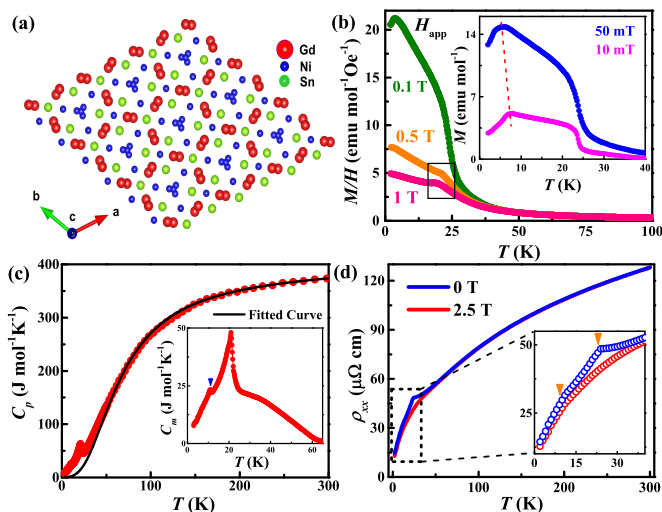 (a)
Gd
Ni
Sn
b
c
a
(b)
H_app
0.1 T
0.5 T
1 T
M/H (emu mol⁻¹Oe⁻¹)
20
15
10
5
0
0 25 50 75 100
T (K)
50 mT
10 mT
M (emu mol⁻¹)
14
7
0
0 10 20 30 40
T (K)
(c)
Fitted Curve
C_p (J mol⁻¹K⁻¹)
400
300
200
100
0
0 100 200 300
T (K)
C_m (J mol⁻¹K⁻¹)
50
25
0
0 20 40 60
T (K)
(d)
0 T
2.5 T
ρ_xx (μΩ cm)
120
90
60
30
0
0 100 200 300
T (K)
50
25
0 15 30